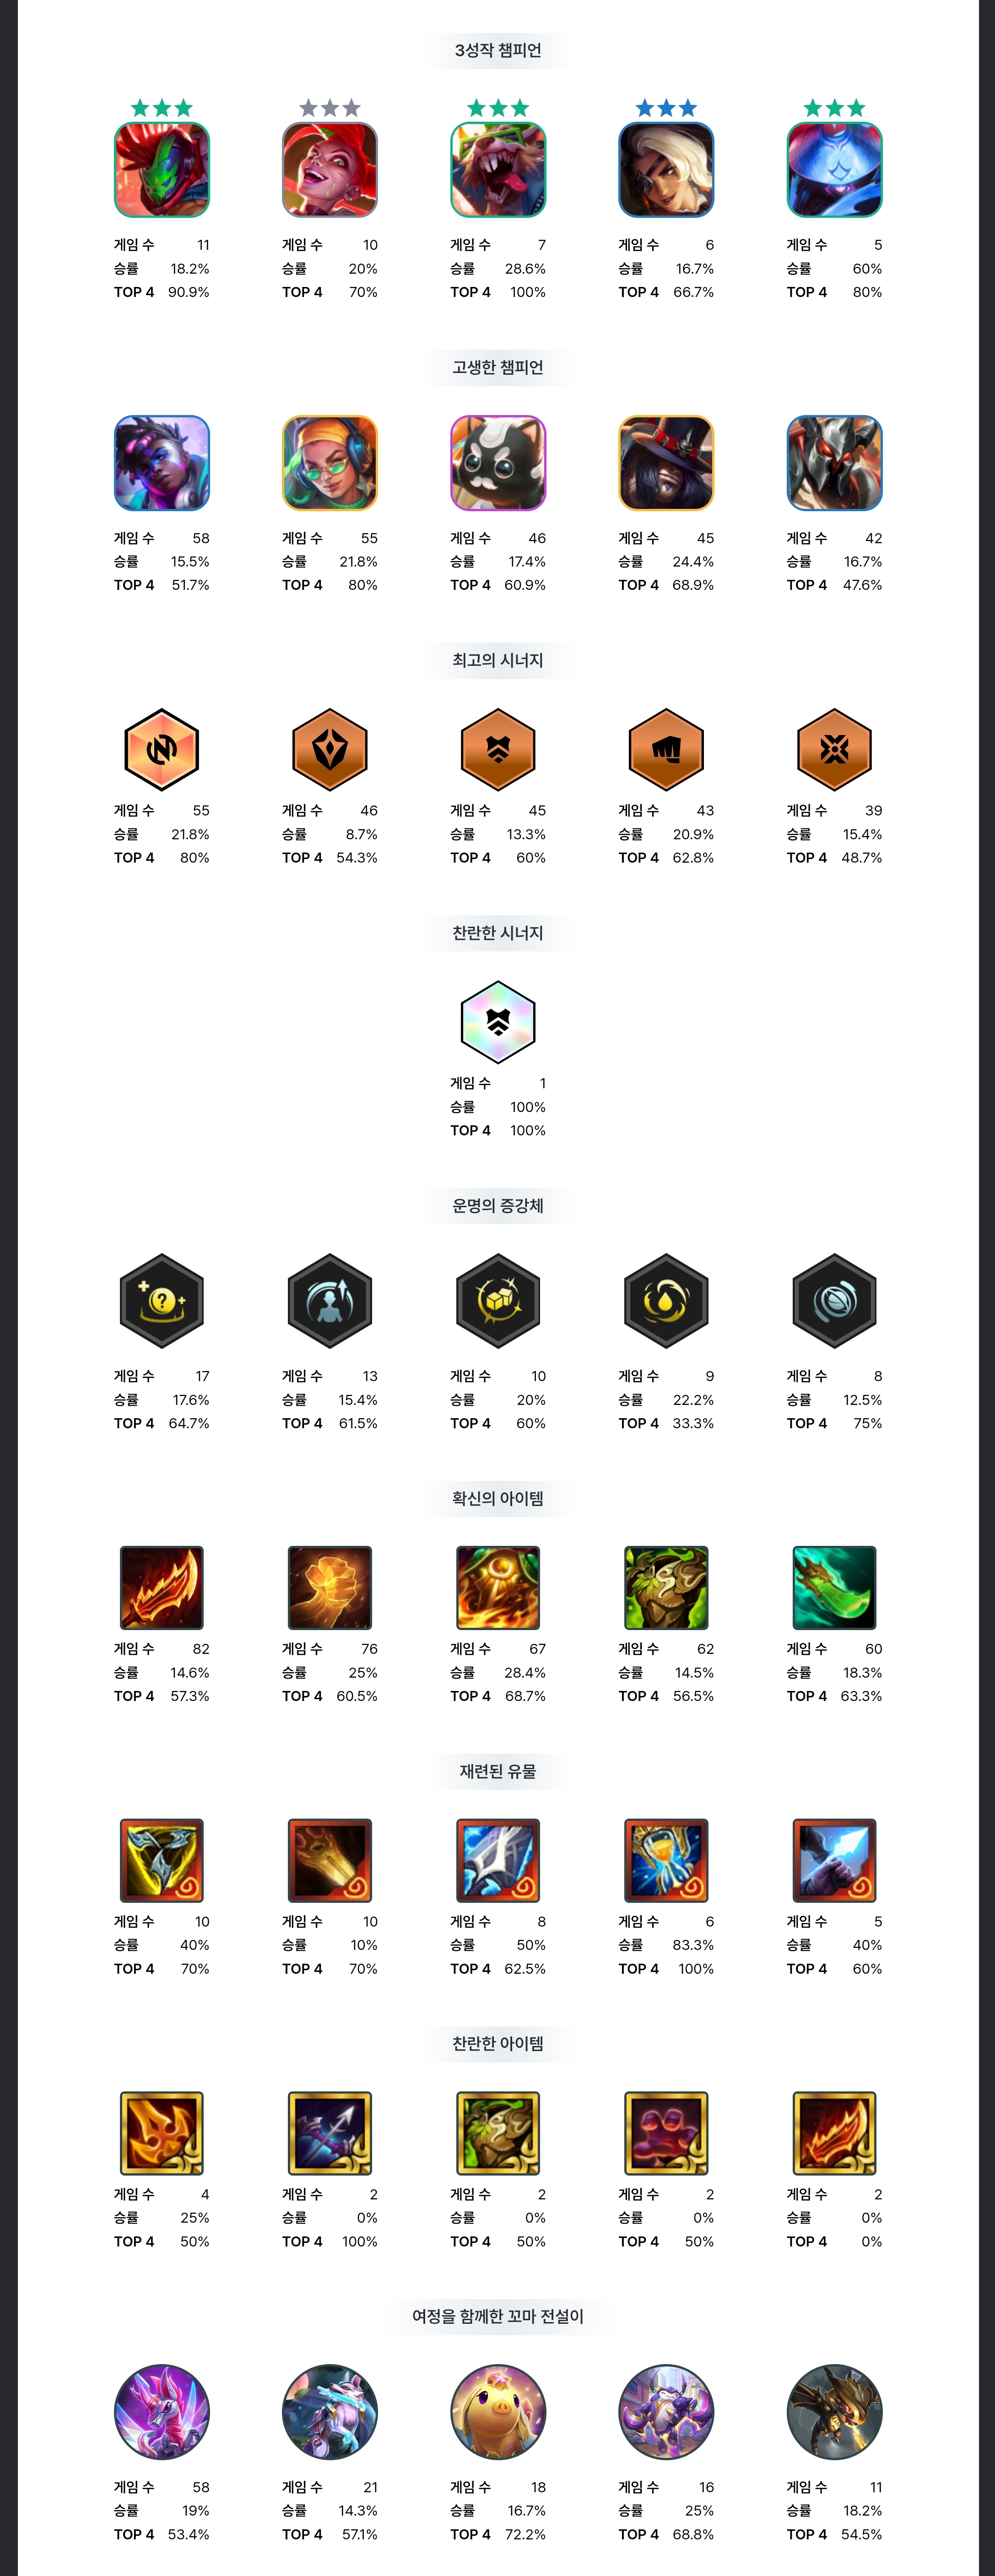 3성작 챔피언
게임 수 11 게임 수 10 게임 수 7 게임 수 6 게임 수 5
승률 18.2% 승률 20% 승률 28.6% 승률 16.7% 승률 60%
TOP 4 90.9% TOP 4 70% TOP 4 100% TOP 4 66.7% TOP 4 80%
고생한 챔피언
게임 수 58 게임 수 55 게임 수 46 게임 수 45 게임 수 42
승률 15.5% 승률 21.8% 승률 17.4% 승률 24.4% 승률 16.7%
TOP 4 51.7% TOP 4 80% TOP 4 60.9% TOP 4 68.9% TOP 4 47.6%
최고의 시너지
게임 수 55 게임 수 46 게임 수 45 게임 수 43 게임 수 39
승률 21.8% 승률 8.7% 승률 13.3% 승률 20.9% 승률 15.4%
TOP 4 80% TOP 4 54.3% TOP 4 60% TOP 4 62.8% TOP 4 48.7%
찬란한 시너지
게임 수 1
승률 100%
TOP 4 100%
운명의 증강체
게임 수 17 게임 수 13 게임 수 10 게임 수 9 게임 수 8
승률 17.6% 승률 15.4% 승률 20% 승률 22.2% 승률 12.5%
TOP 4 64.7% TOP 4 61.5% TOP 4 60% TOP 4 33.3% TOP 4 75%
확신의 아이템
게임 수 82 게임 수 76 게임 수 67 게임 수 62 게임 수 60
승률 14.6% 승률 25% 승률 28.4% 승률 14.5% 승률 18.3%
TOP 4 57.3% TOP 4 60.5% TOP 4 68.7% TOP 4 56.5% TOP 4 63.3%
재련된 유물
게임 수 10 게임 수 10 게임 수 8 게임 수 6 게임 수 5
승률 40% 승률 10% 승률 50% 승률 83.3% 승률 40%
TOP 4 70% TOP 4 70% TOP 4 62.5% TOP 4 100% TOP 4 60%
찬란한 아이템
게임 수 4 게임 수 2 게임 수 2 게임 수 2 게임 수 2
승률 25% 승률 0% 승률 0% 승률 0% 승률 0%
TOP 4 50% TOP 4 100% TOP 4 50% TOP 4 50% TOP 4 0%
여정을 함께한 꼬마 전설이
게임 수 58 게임 수 21 게임 수 18 게임 수 16 게임 수 11
승률 19% 승률 14.3% 승률 16.7% 승률 25% 승률 18.2%
TOP 4 53.4% TOP 4 57.1% TOP 4 72.2% TOP 4 68.8% TOP 4 54.5%